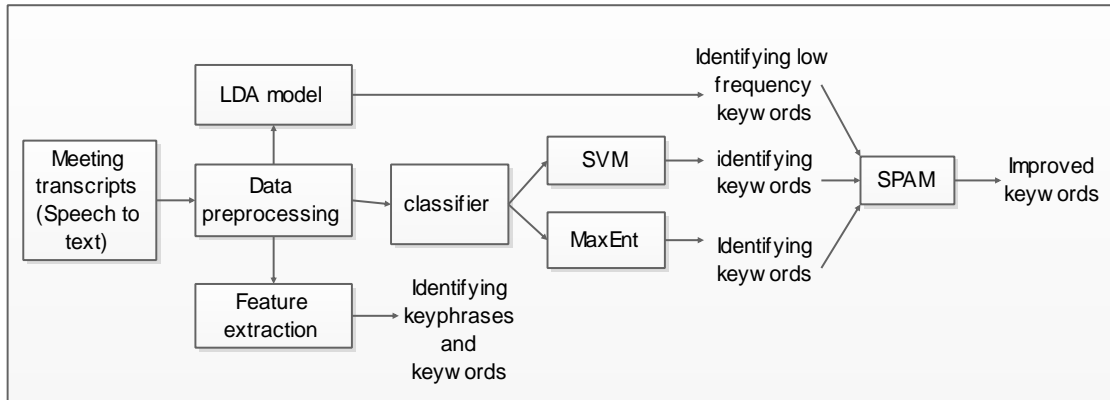 Meeting
transcripts
(Speech to
text)
LDA model
Data
preprocessing
Feature
extraction
Identifying
keyphrases
and
keywords
classifier
SVM
MaxEnt
Identifying low
frequency
keywords
identifying
keywords
Identifying
keywords
SPAM
Improved
keywords